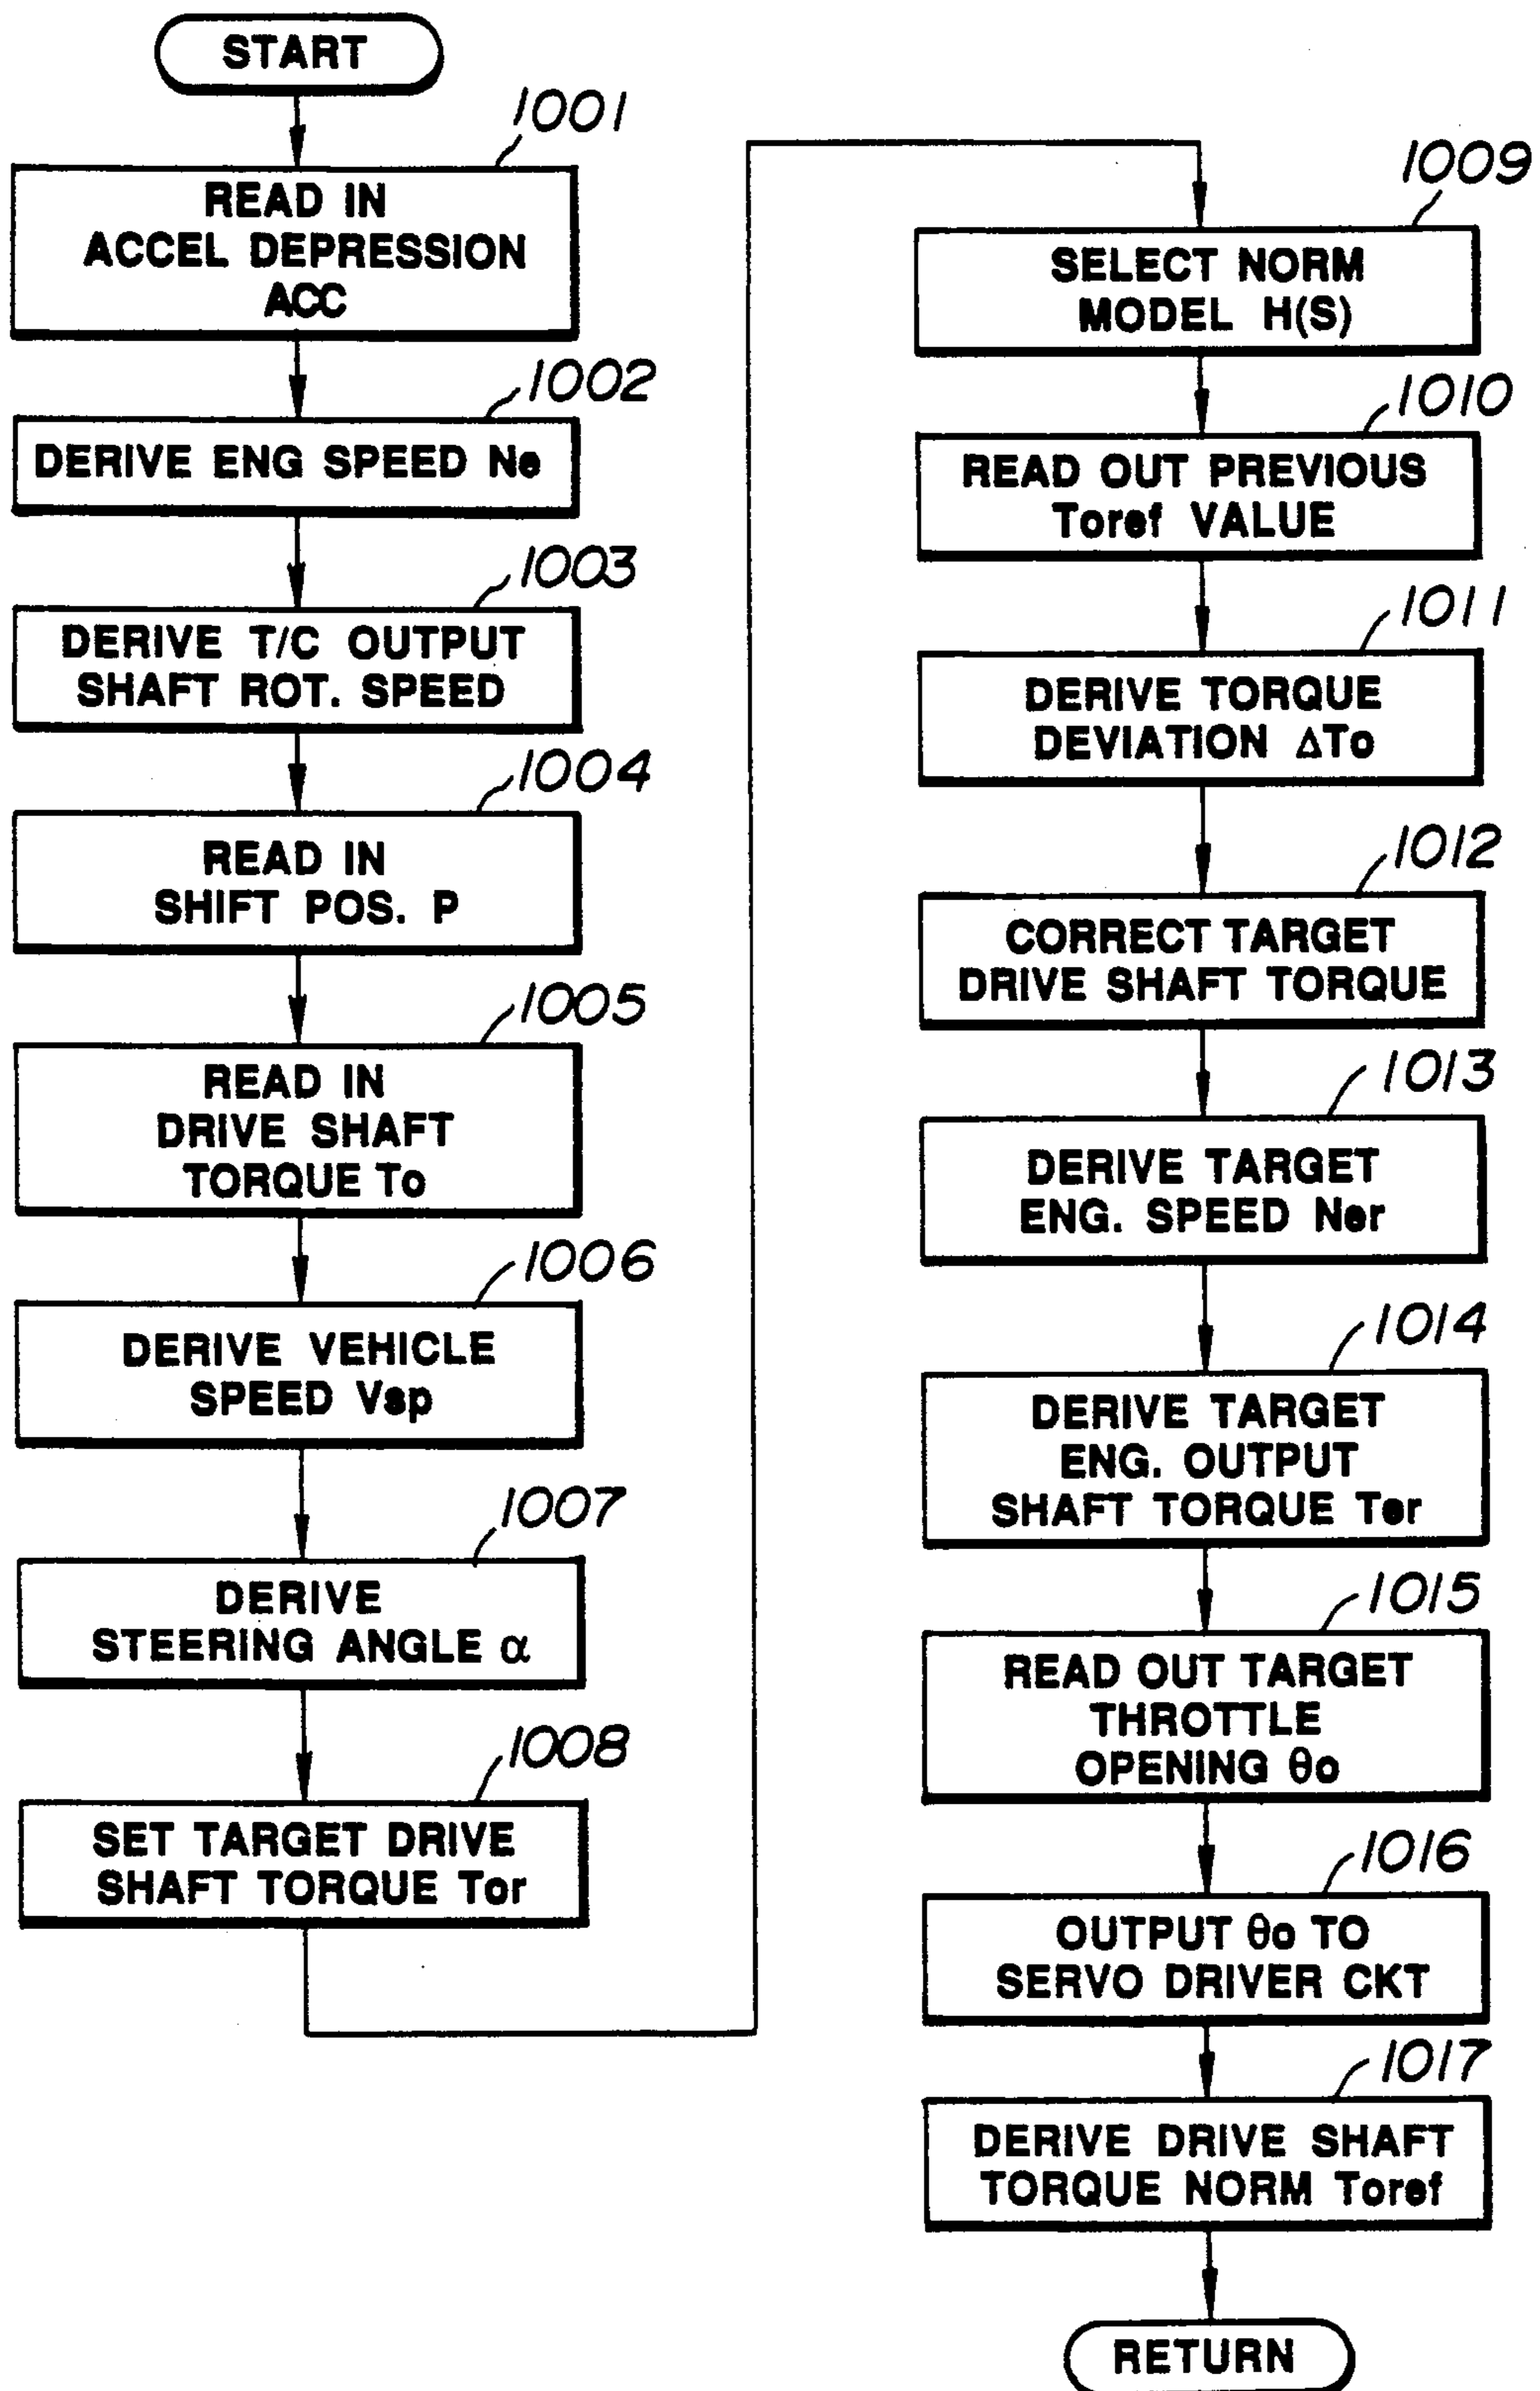 START
1001
READ IN
ACCEL DEPRESSION
ACC
1002
DERIVE ENG SPEED Ne
1003
DERIVE T/C OUTPUT
SHAFT ROT. SPEED
1004
READ IN
SHIFT POS. P
1005
READ IN
DRIVE SHAFT
TORQUE To
1006
DERIVE VEHICLE
SPEED Vsp
1007
DERIVE
STEERING ANGLE α
1008
SET TARGET DRIVE
SHAFT TORQUE Tor
1009
SELECT NORM
MODEL H(S)
1010
READ OUT PREVIOUS
Toref VALUE
1011
DERIVE TORQUE
DEVIATION ΔTo
1012
CORRECT TARGET
DRIVE SHAFT TORQUE
1013
DERIVE TARGET
ENG. SPEED Ner
1014
DERIVE TARGET
ENG. OUTPUT
SHAFT TORQUE Ter
1015
READ OUT TARGET
THROTTLE
OPENING θo
1016
OUTPUT θo TO
SERVO DRIVER CKT
1017
DERIVE DRIVE SHAFT
TORQUE NORM Toref
RETURN